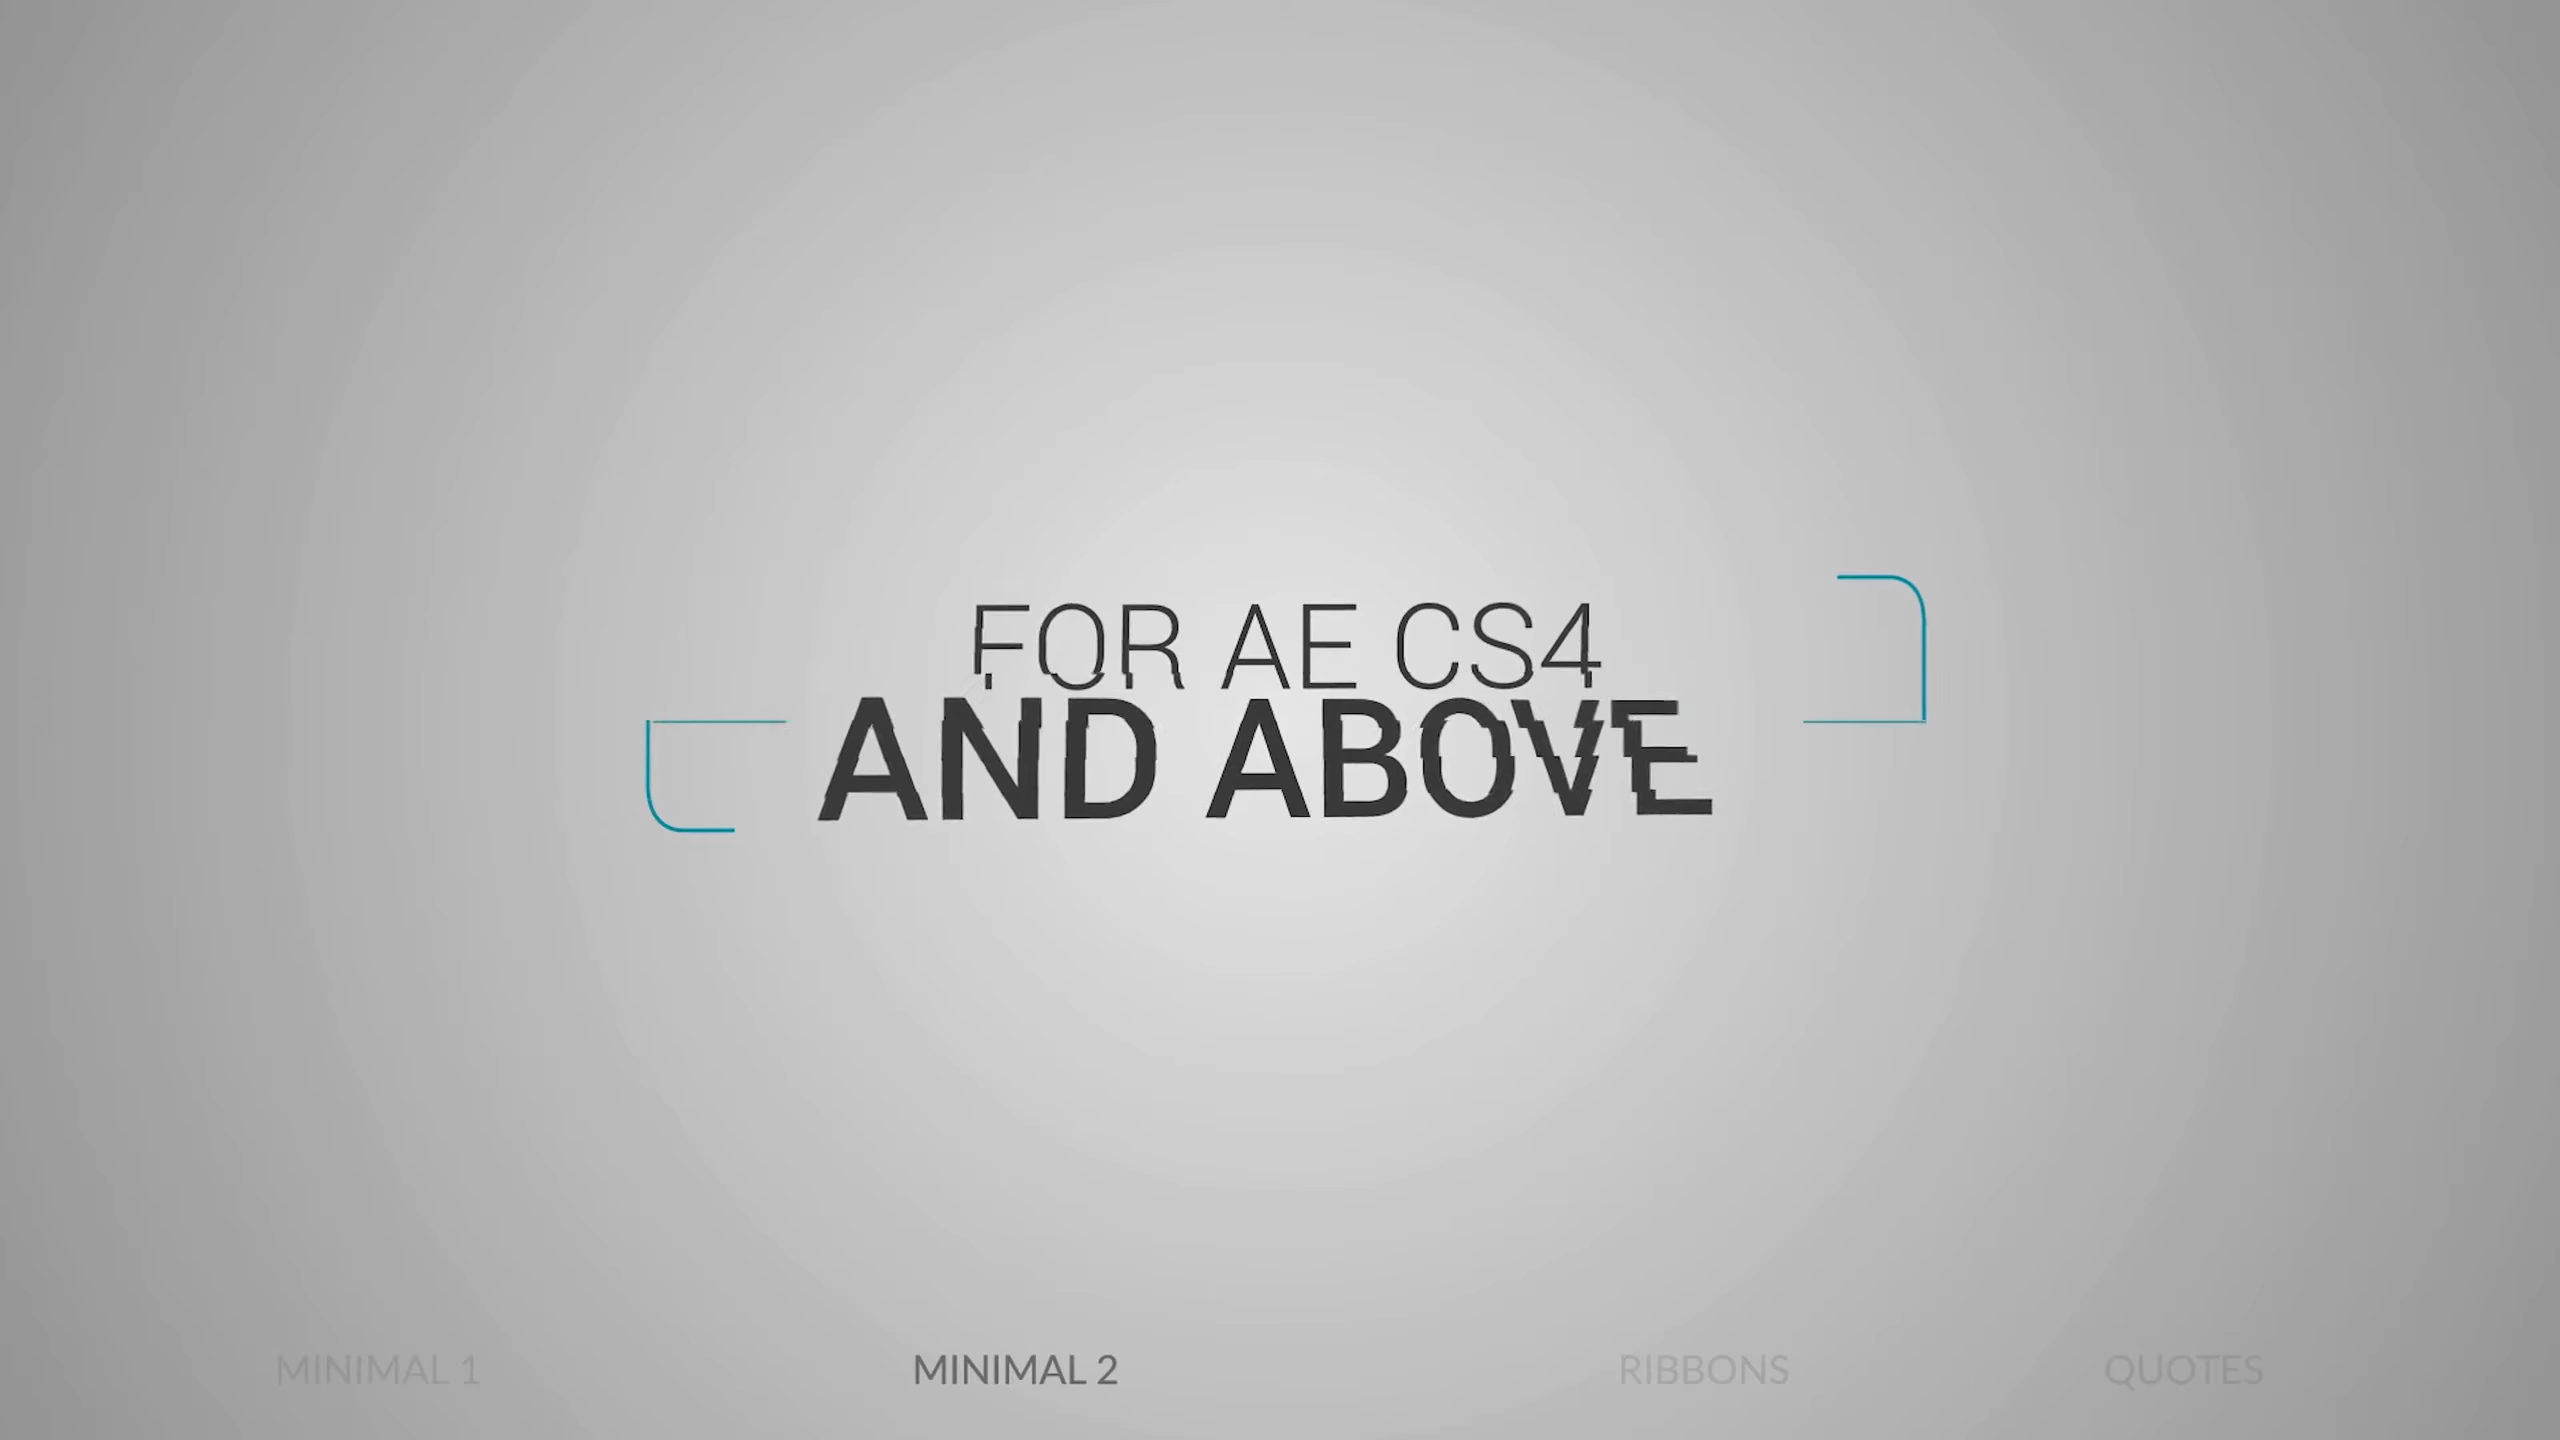 FOR AE CS4
AND ABOVE
MINIMAL 1
MINIMAL 2
RIBBONS
QUOTES